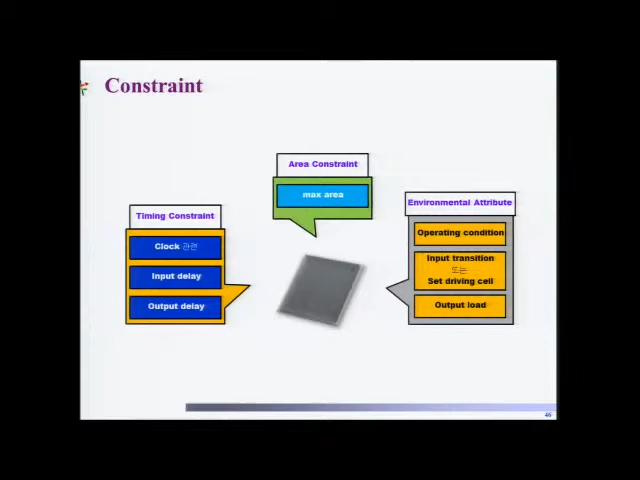 Constraint
Area Constraint
max area
Timing Constraint
Clock 관련
Input delay
Output delay
Environmental Attribute
Operating condition
Input transition
또는
Set driving cell
Output load
46